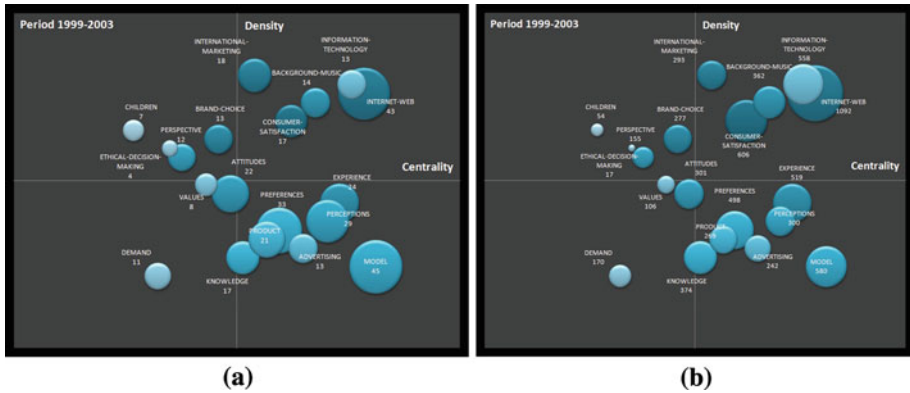 Period 1999-2003
Density
INTERNATIONAL-
MARKETING
18
INFORMATION-
TECHNOLOGY
13
BACKGROUND-MUSIC
14
INTERNET-WEB
43
CHILDREN
7
BRAND-CHOICE
13
CONSUMER-
SATISFACTION
17
PERSPECTIVE
12
ETHICAL-DECISION-
MAKING
4
ATTITUDES
22
Centrality
VALUES
8
PREFERENCES
33
EXPERIENCE
24
PERCEPTIONS
29
PRODUCT
21
DEMAND
11
ADVERTISING
13
MODEL
45
KNOWLEDGE
17
(a)
Period 1999-2003
Density
INTERNATIONAL-
MARKETING
293
INFORMATION-
TECHNOLOGY
558
BACKGROUND-MUSIC
362
INTERNET-WEB
1092
CHILDREN
54
BRAND-CHOICE
277
CONSUMER-
SATISFACTION
606
PERSPECTIVE
155
ETHICAL-DECISION-
MAKING
17
ATTITUDES
301
Centrality
VALUES
106
PREFERENCES
498
EXPERIENCE
519
PERCEPTIONS
300
PRODUCT
265
DEMAND
170
ADVERTISING
242
MODEL
580
KNOWLEDGE
374
(b)